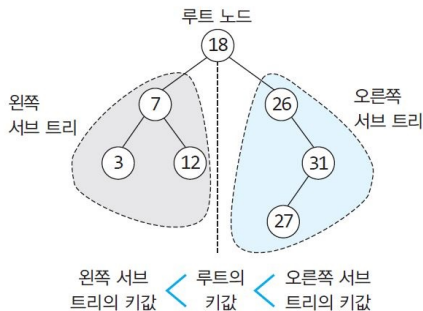 루트 노드
18
왼쪽
서브 트리
7
26
오른쪽
서브 트리
3
12
31
27
왼쪽 서브
트리의 키값
<
루트의
키값
<
오른쪽 서브
트리의 키값